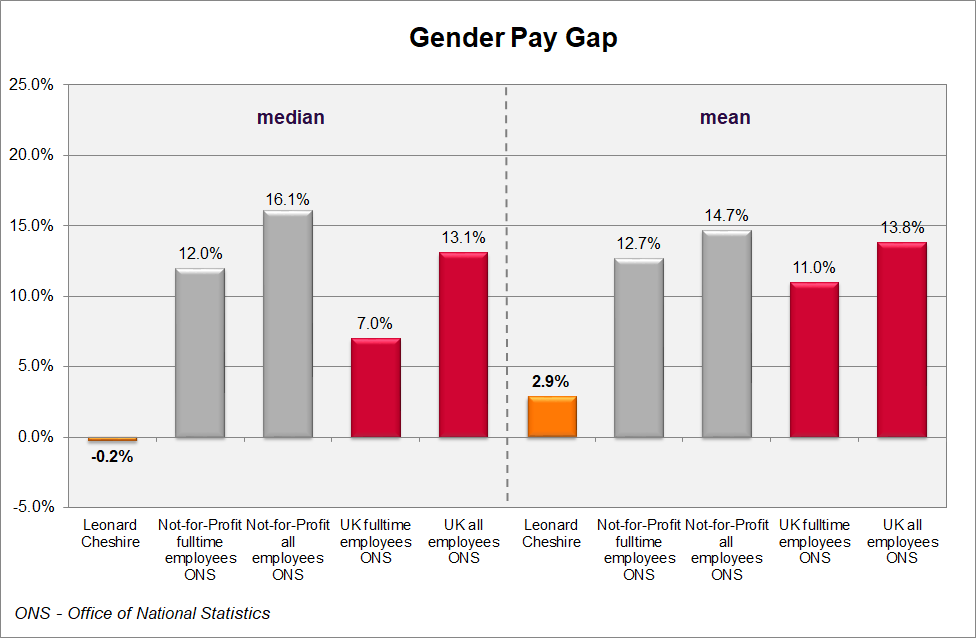 Gender Pay Gap
25.0%
20.0%
15.0%
10.0%
5.0%
0.0%
-5.0%
median
mean
-0.2%
12.0%
16.1%
7.0%
13.1%
2.9%
12.7%
14.7%
11.0%
13.8%
Leonard
Cheshire
Not-for-Profit
fulltime
employees
ONS
Not-for-Profit
all
employees
ONS
UK fulltime
employees
ONS
UK all
employees
ONS
Leonard
Cheshire
Not-for-Profit
fulltime
employees
ONS
Not-for-Profit
all
employees
ONS
UK fulltime
employees
ONS
UK all
employees
ONS
ONS - Office of National Statistics